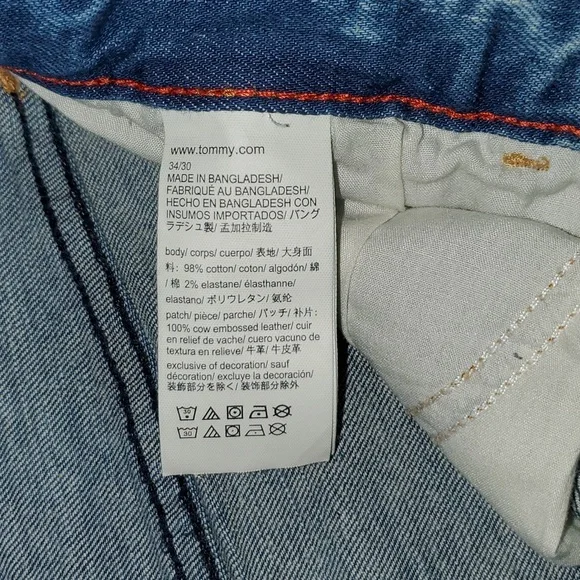 www.tommy.com
34/30
MADE IN BANGLADESH/
FABRIQUÉ AU BANGLADESH/
HECHO EN BANGLADESH CON
INSUMOS IMPORTADOS/バング
ラデシュ製/孟加拉制造
body/corps/cuerpo/表地/大身面
料: 98% cotton/coton/algodón/綿
/棉 2% elastane/élasthanne/
elastano/ポリウレタン/氨纶
patch/pièce/parche/パッチ/补片:
100% cow embossed leather/cuir
en relief de vache/cuero vacuno de
textura en relieve/牛革/牛皮革
exclusive of decoration/sauf
décoration/excluye la decoración/
装飾部分を除く/装飾部分除外
30
30